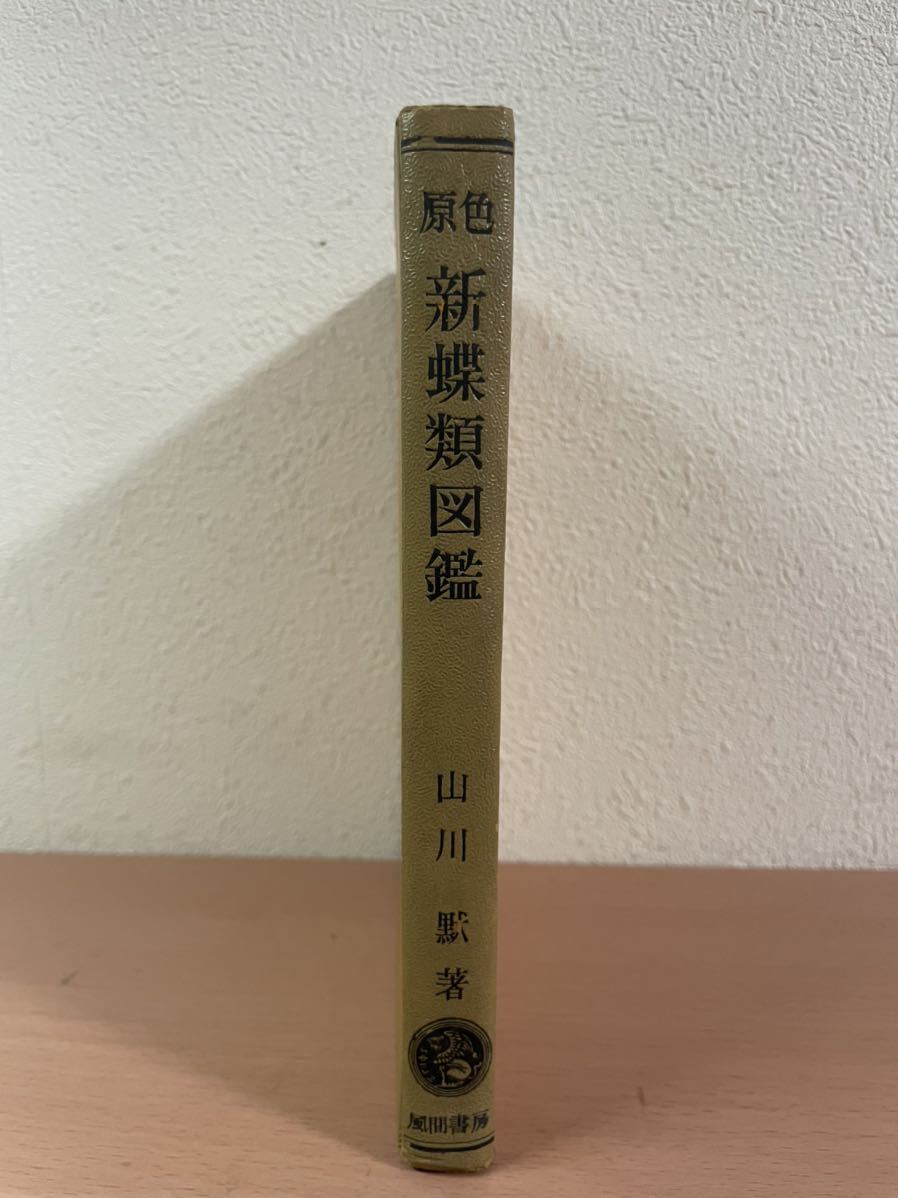 原色
新蝶類図鑑
山川 默著
風間書房